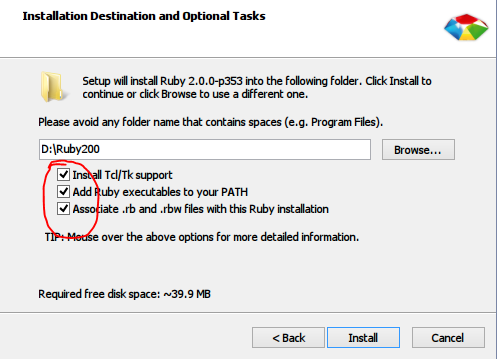 Installation Destination and Optional Tasks
Setup will install Ruby 2.0.0-p353 into the following folder. Click Install to
continue or click Browse to use a different one.
Please avoid any folder name that contains spaces (e.g. Program Files).
D:\Ruby200
Browse...
Install Tcl/Tk support
Add Ruby executables to your PATH
Associate .rb and .rbw files with this Ruby installation
TIP: Mouse over the above options for more detailed information.
Required free disk space: ~39.9 MB
< Back
Install
Cancel